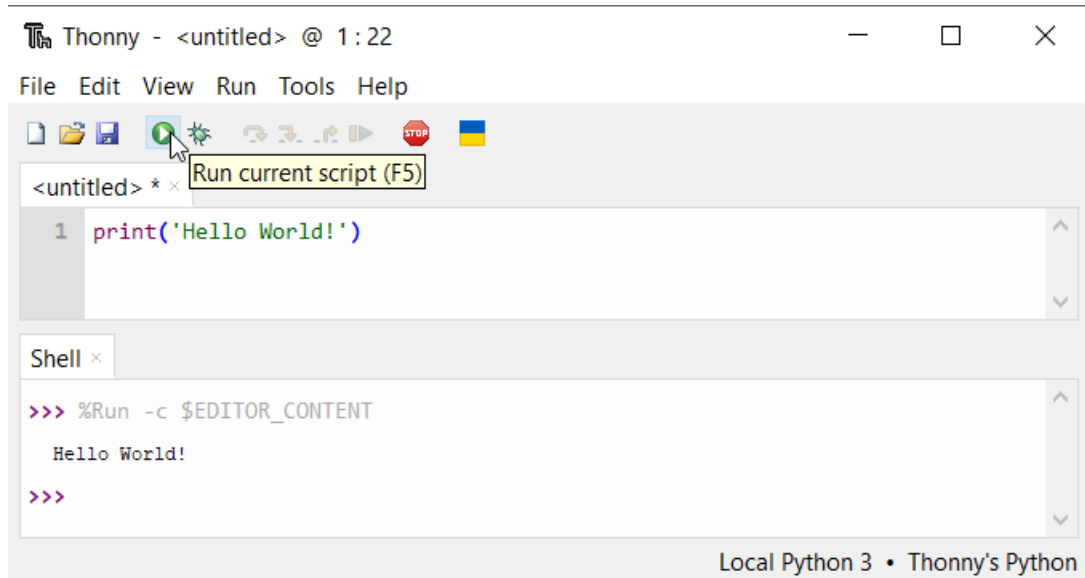 Thonny - <untitled> @ 1:22
File Edit View Run Tools Help
STOP
Run current script (F5)
<untitled> *
1 print('Hello World!')
Shell
>>> %Run -c $EDITOR_CONTENT
Hello World!
>>>
Local Python 3 • Thonny's Python